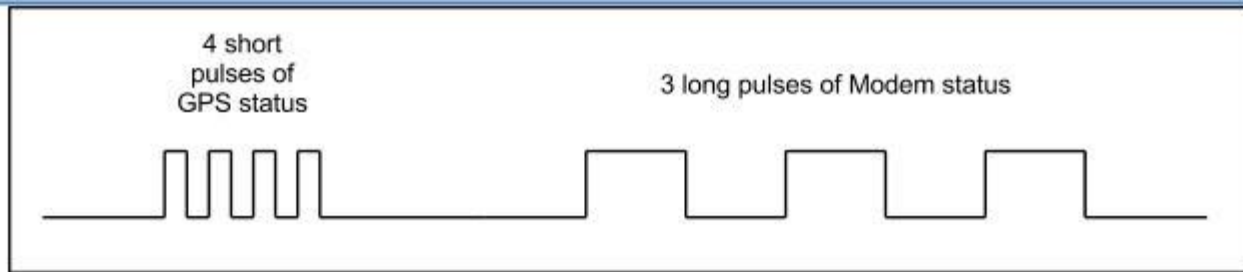 4 short
pulses of
GPS status
3 long pulses of Modem status